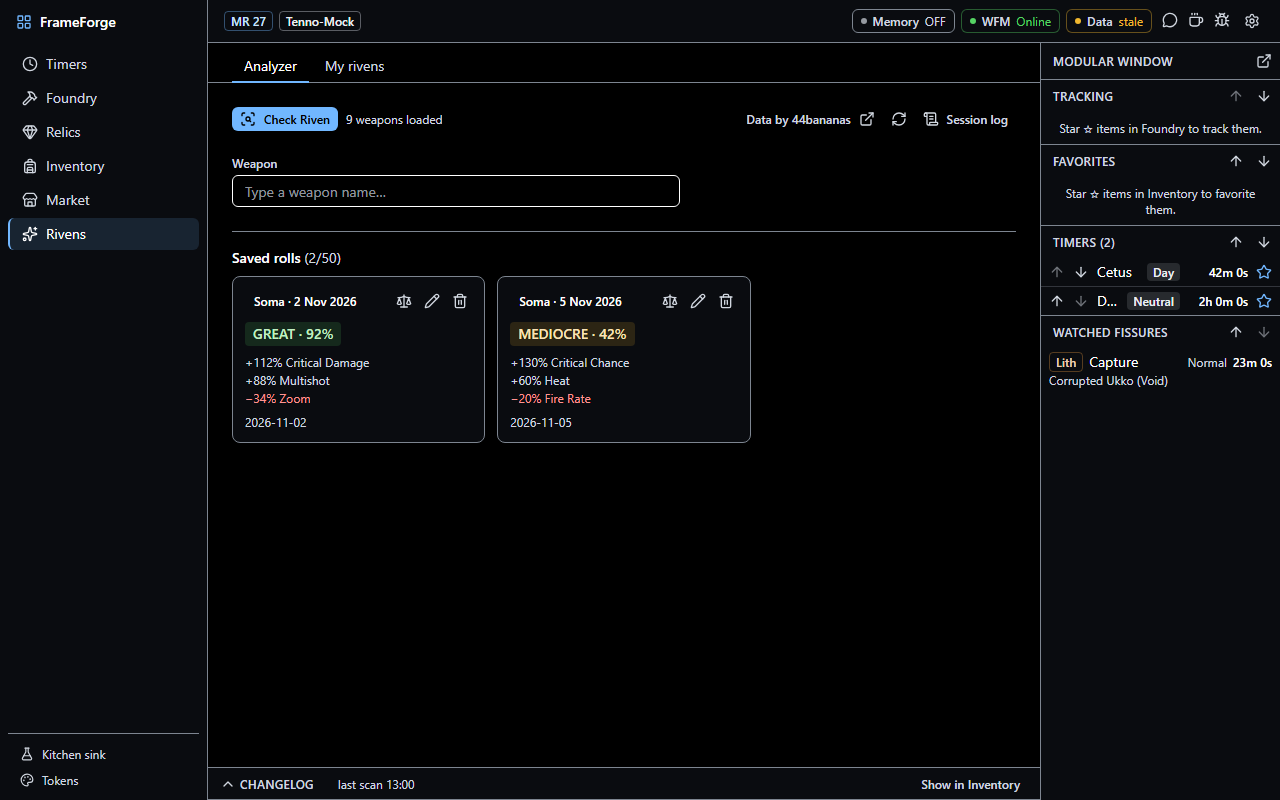 FrameForge
Timers
Foundry
Relics
Inventory
Market
Rivens
Kitchen sink
Tokens
MR 27 Tenno-Mock
Memory OFF WFM Online Data stale
Analyzer My rivens
Check Riven 9 weapons loaded
Data by 44bananas Session log
Weapon
Type a weapon name...
Saved rolls (2/50)
Soma · 2 Nov 2026
GREAT · 92%
+112% Critical Damage
+88% Multishot
−34% Zoom
2026-11-02
Soma · 5 Nov 2026
MEDIOCRE · 42%
+130% Critical Chance
+60% Heat
−20% Fire Rate
2026-11-05
CHANGELOG last scan 13:00 Show in Inventory
MODULAR WINDOW
TRACKING
Star ☆ items in Foundry to track them.
FAVORITES
Star ☆ items in Inventory to favorite
them.
TIMERS (2)
Cetus Day 42m 0s
D... Neutral 2h 0m 0s
WATCHED FISSURES
Lith Capture Normal 23m 0s
Corrupted Ukko (Void)